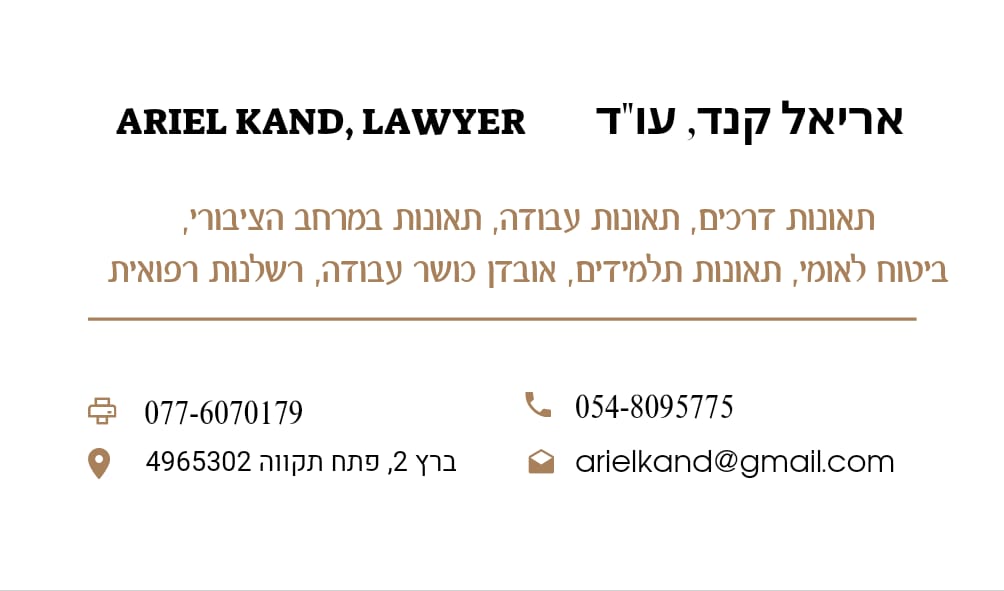 אריאל קנד, עו"ד
ARIEL KAND, LAWYER
תאונות דרכים, תאונות עבודה, תאונות במרחב הציבורי,
ביטוח לאומי, תאונות תלמידים, אובדן כושר עבודה, רשלנות רפואית
054-8095775
077-6070179
arielkand@gmail.com
ברץ 2, פתח תקווה 4965302